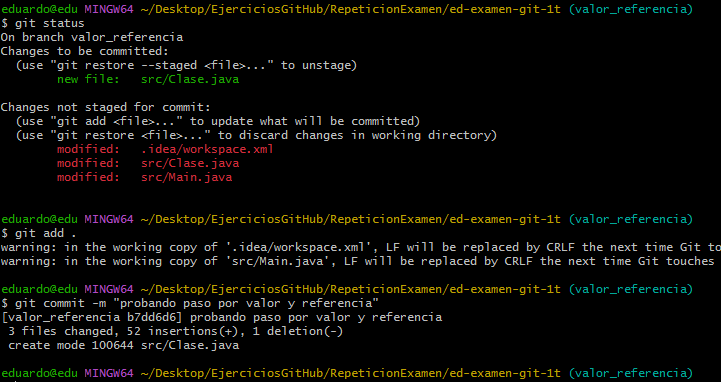 eduardo@edu MINGW64 ~/Desktop/EjerciciosGitHub/RepeticionExamen/ed-examen-git-1t (valor_referencia)
$ git status
On branch valor_referencia
Changes to be committed:
  (use "git restore --staged <file>..." to unstage)
        new file:   src/Clase.java

Changes not staged for commit:
  (use "git add <file>..." to update what will be committed)
  (use "git restore <file>..." to discard changes in working directory)
        modified:   .idea/workspace.xml
        modified:   src/Clase.java
        modified:   src/Main.java

eduardo@edu MINGW64 ~/Desktop/EjerciciosGitHub/RepeticionExamen/ed-examen-git-1t (valor_referencia)
$ git add .
warning: in the working copy of '.idea/workspace.xml', LF will be replaced by CRLF the next time Git to
warning: in the working copy of 'src/Main.java', LF will be replaced by CRLF the next time Git touches

eduardo@edu MINGW64 ~/Desktop/EjerciciosGitHub/RepeticionExamen/ed-examen-git-1t (valor_referencia)
$ git commit -m "probando paso por valor y referencia"
[valor_referencia b7dd6d6] probando paso por valor y referencia
 3 files changed, 52 insertions(+), 1 deletion(-)
 create mode 100644 src/Clase.java

eduardo@edu MINGW64 ~/Desktop/EjerciciosGitHub/RepeticionExamen/ed-examen-git-1t (valor_referencia)